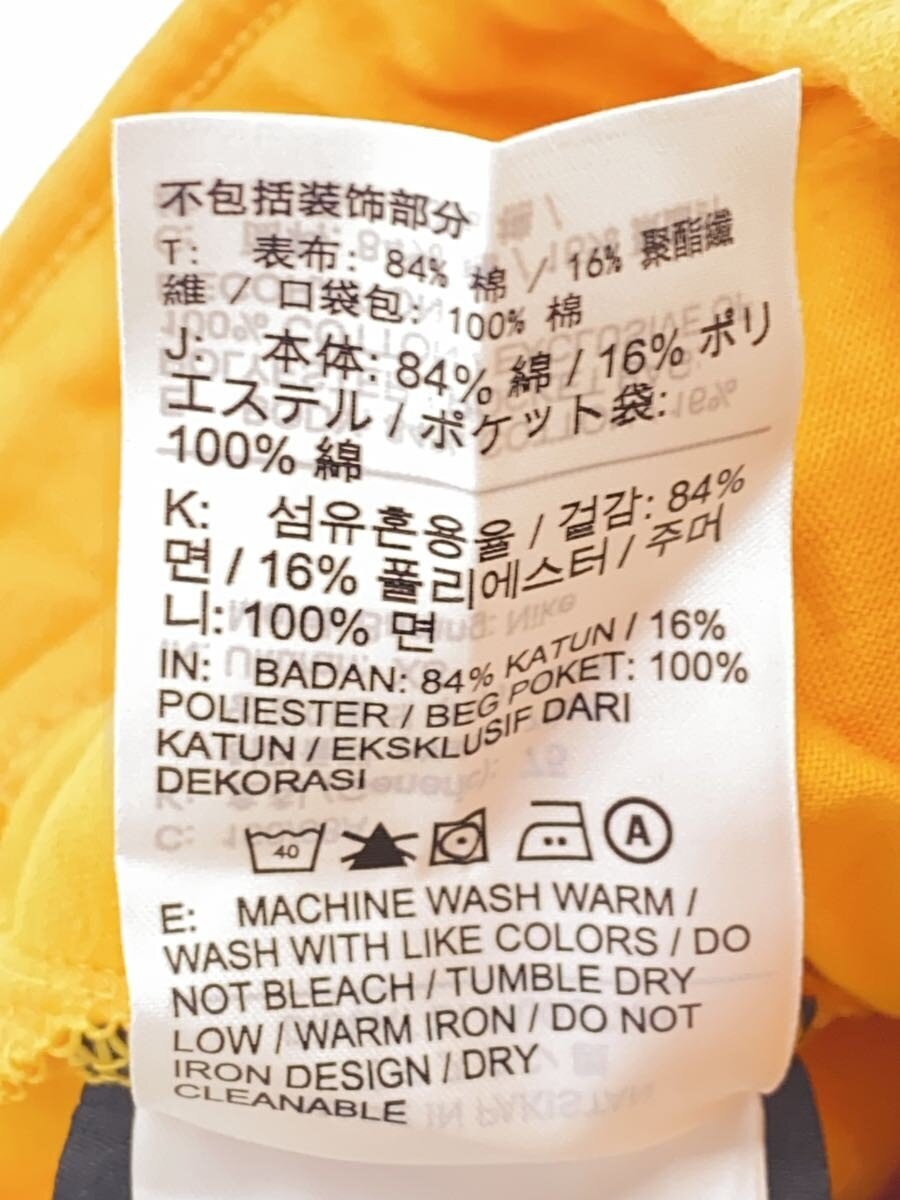 不包括装饰部分
T: 表布: 84% 棉 / 16% 聚酯纖
維 / 口袋包: 100% 棉
J: 本体: 84% 綿 / 16% ポリ
エステル / ポケット袋:
100% 綿
K: 섬유혼용율 / 겉감: 84%
면 / 16% 폴리에스터 / 주머
니: 100% 면
IN: BADAN: 84% KATUN / 16%
POLIESTER / BEG POKET: 100%
KATUN / EKSKLUSIF DARI
DEKORASI
40 A
E: MACHINE WASH WARM /
WASH WITH LIKE COLORS / DO
NOT BLEACH / TUMBLE DRY
LOW / WARM IRON / DO NOT
IRON DESIGN / DRY
CLEANABLE